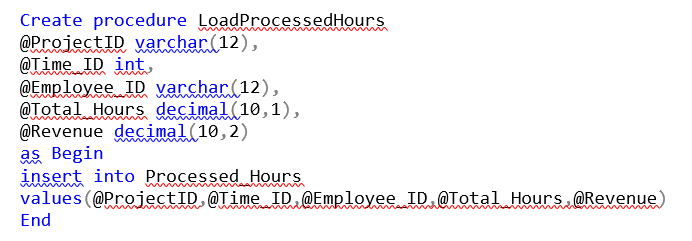 Create procedure LoadProcessedHours
@ProjectID varchar(12),
@Time_ID int,
@Employee_ID varchar(12),
@Total_Hours decimal(10,1),
@Revenue decimal(10,2)
as Begin
insert into Processed_Hours
values(@ProjectID,@Time_ID,@Employee_ID,@Total_Hours,@Revenue)
End